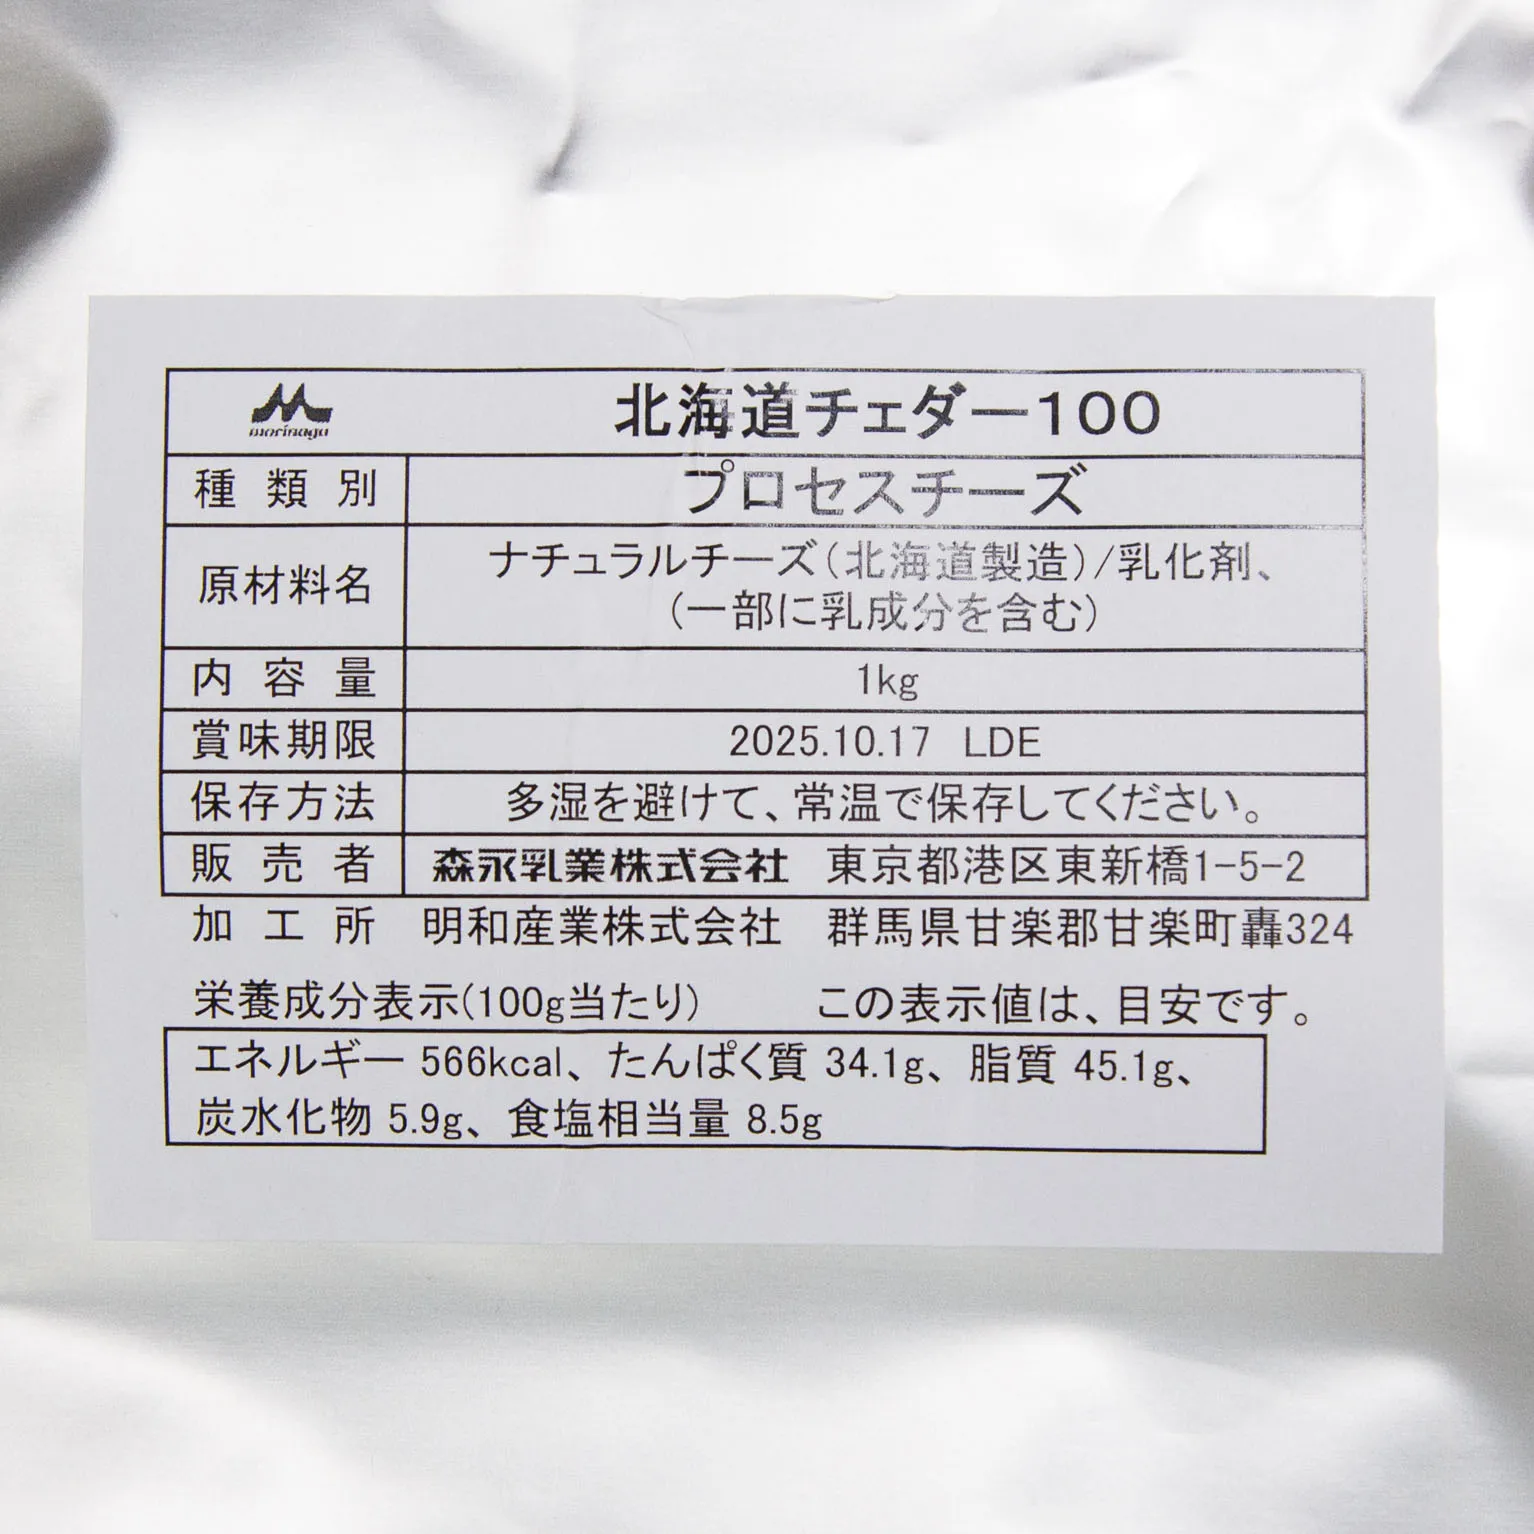 morinaga
北海道チェダー100
種類別 プロセスチーズ
原材料名 ナチュラルチーズ(北海道製造)/乳化剤、
(一部に乳成分を含む)
内容量 1kg
賞味期限 2025.10.17 LDE
保存方法 多湿を避けて、常温で保存してください。
販売者 森永乳業株式会社 東京都港区東新橋1-5-2
加工所 明和産業株式会社 群馬県甘楽郡甘楽町轟324
栄養成分表示(100g当たり) この表示値は、目安です。
エネルギー 566kcal、たんぱく質 34.1g、脂質 45.1g、
炭水化物 5.9g、食塩相当量 8.5g